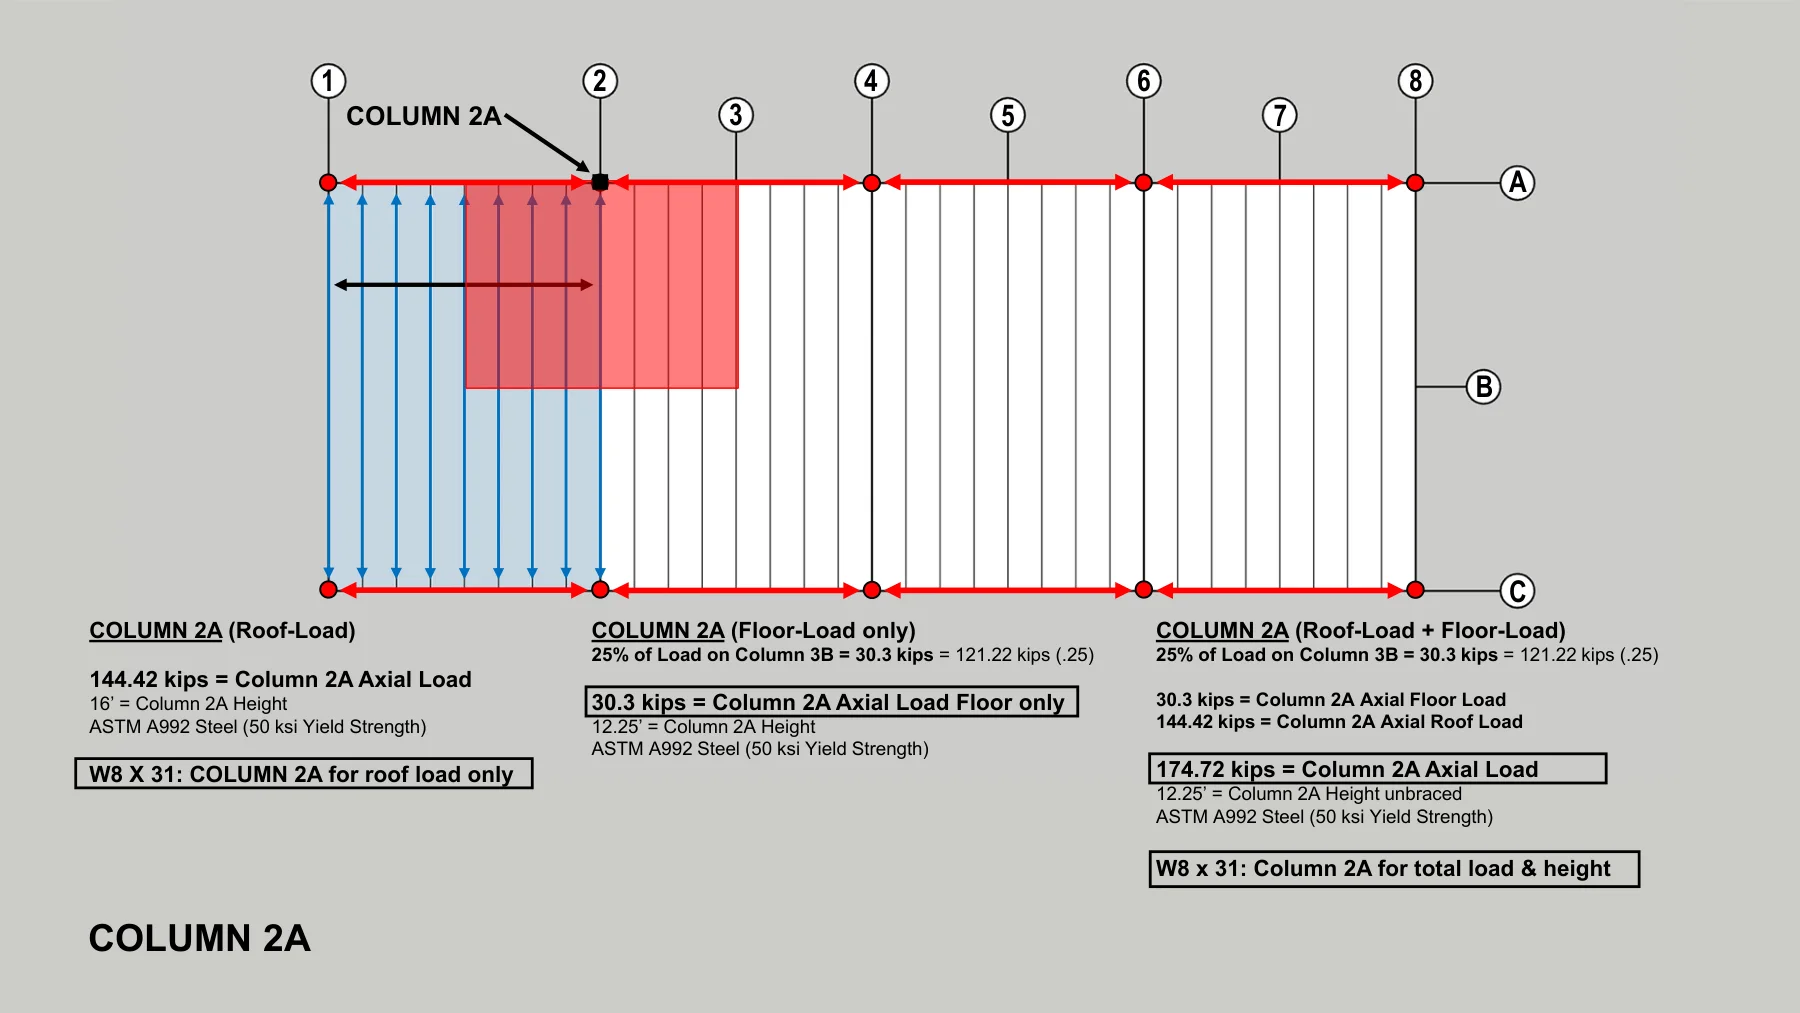 1
2
4
6
8
COLUMN 2A
3
5
7
A
B
C
COLUMN 2A (Roof-Load)
144.42 kips = Column 2A Axial Load
16’ = Column 2A Height
ASTM A992 Steel (50 ksi Yield Strength)
W8 X 31: COLUMN 2A for roof load only
COLUMN 2A (Floor-Load only)
25% of Load on Column 3B = 30.3 kips = 121.22 kips (.25)
30.3 kips = Column 2A Axial Load Floor only
12.25’ = Column 2A Height
ASTM A992 Steel (50 ksi Yield Strength)
COLUMN 2A (Roof-Load + Floor-Load)
25% of Load on Column 3B = 30.3 kips = 121.22 kips (.25)
30.3 kips = Column 2A Axial Floor Load
144.42 kips = Column 2A Axial Roof Load
174.72 kips = Column 2A Axial Load
12.25’ = Column 2A Height unbraced
ASTM A992 Steel (50 ksi Yield Strength)
W8 x 31: Column 2A for total load & height
COLUMN 2A